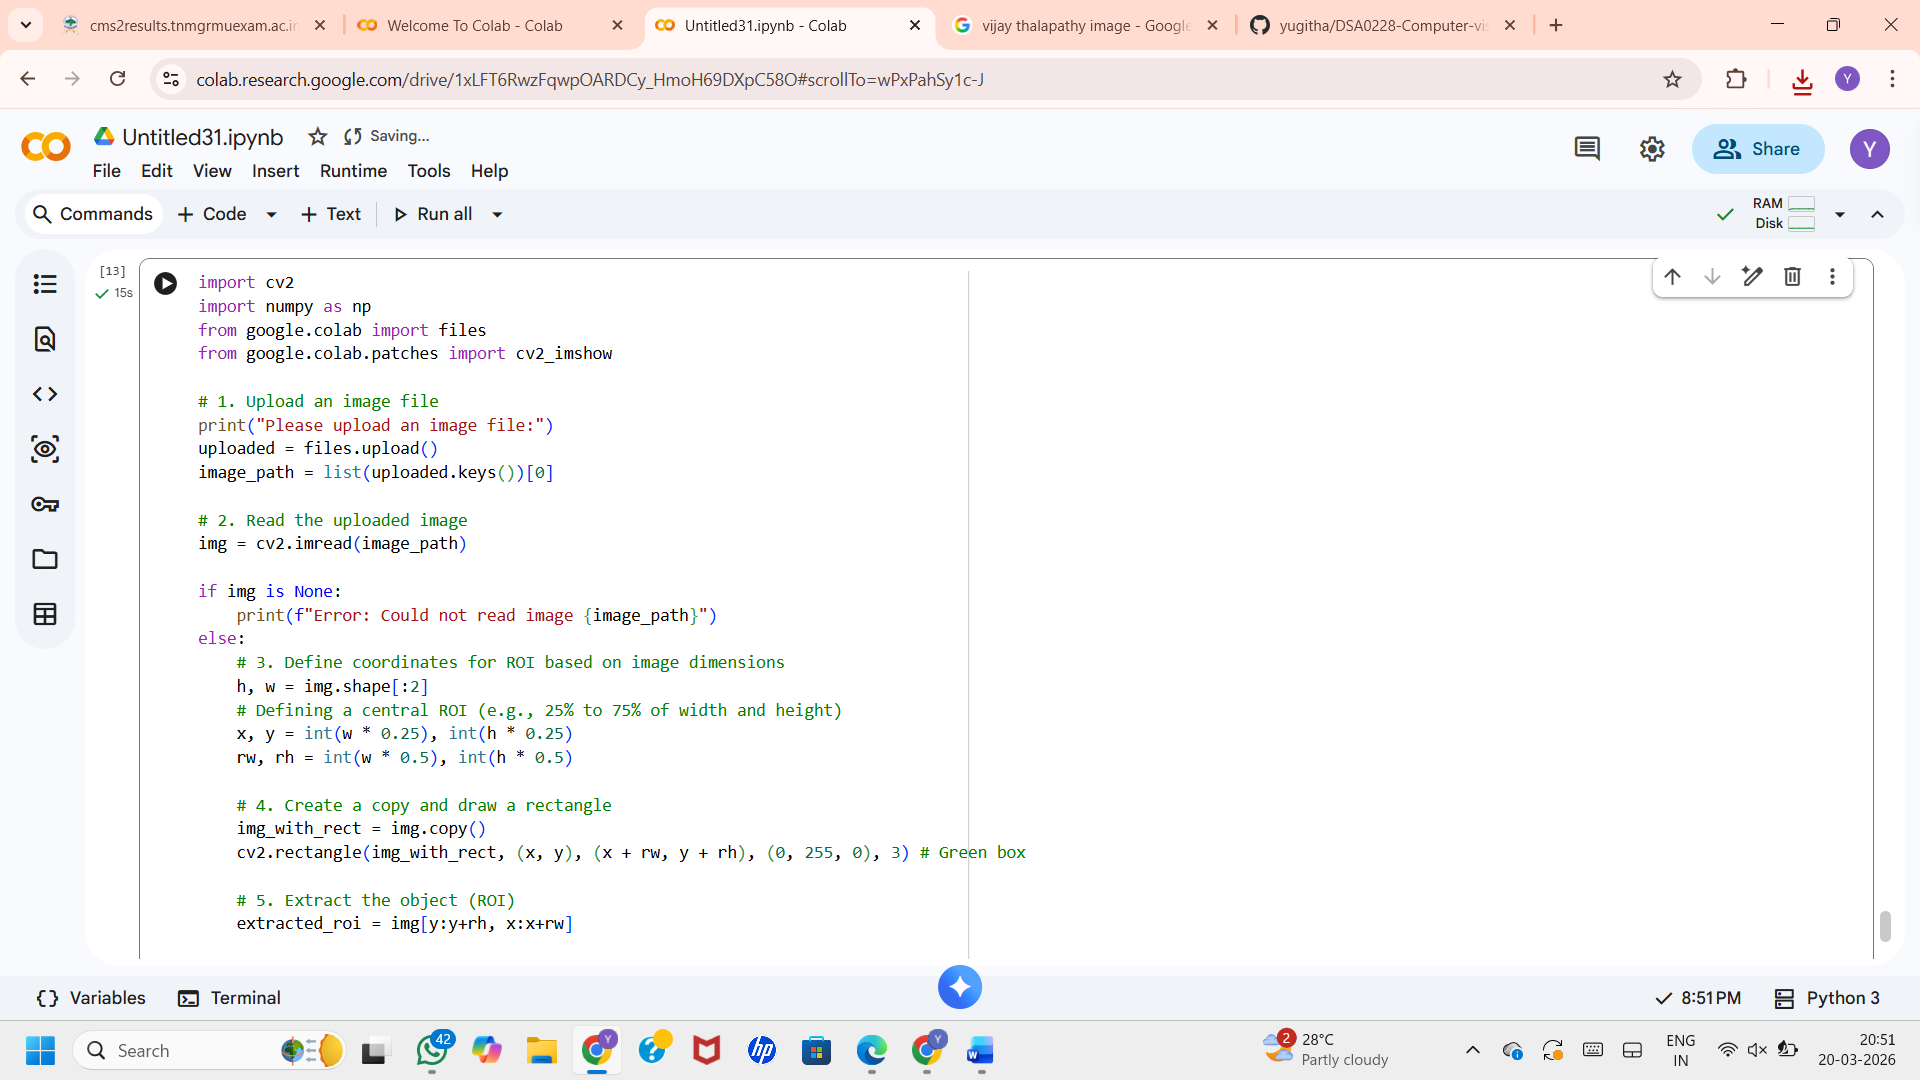 cms2results.tnmgrmuexam.ac.in
Welcome To Colab - Colab
Untitled31.ipynb - Colab
vijay thalapathy image - Google
yugitha/DSA0228-Computer-vis
colab.research.google.com/drive/1xLFT6RwzFqwpOARDCy_HmoH69DXpC58O#scrollTo=wPxPahSy1c-J
Y
Untitled31.ipynb
Saving...
Share
Y
File Edit View Insert Runtime Tools Help
Commands + Code + Text Run all
RAM
Disk
[13]
15s
import cv2
import numpy as np
from google.colab import files
from google.colab.patches import cv2_imshow
# 1. Upload an image file
print("Please upload an image file:")
uploaded = files.upload()
image_path = list(uploaded.keys())[0]
# 2. Read the uploaded image
img = cv2.imread(image_path)
if img is None:
    print(f"Error: Could not read image {image_path}")
else:
    # 3. Define coordinates for ROI based on image dimensions
    h, w = img.shape[:2]
    # Defining a central ROI (e.g., 25% to 75% of width and height)
    x, y = int(w * 0.25), int(h * 0.25)
    rw, rh = int(w * 0.5), int(h * 0.5)
    # 4. Create a copy and draw a rectangle
    img_with_rect = img.copy()
    cv2.rectangle(img_with_rect, (x, y), (x + rw, y + rh), (0, 255, 0), 3) # Green box
    # 5. Extract the object (ROI)
    extracted_roi = img[y:y+rh, x:x+rw]
Variables
Terminal
8:51 PM
Python 3
Search
42
Y
hp
Y
W
2
28°C
Partly cloudy
ENG
IN
20:51
20-03-2026